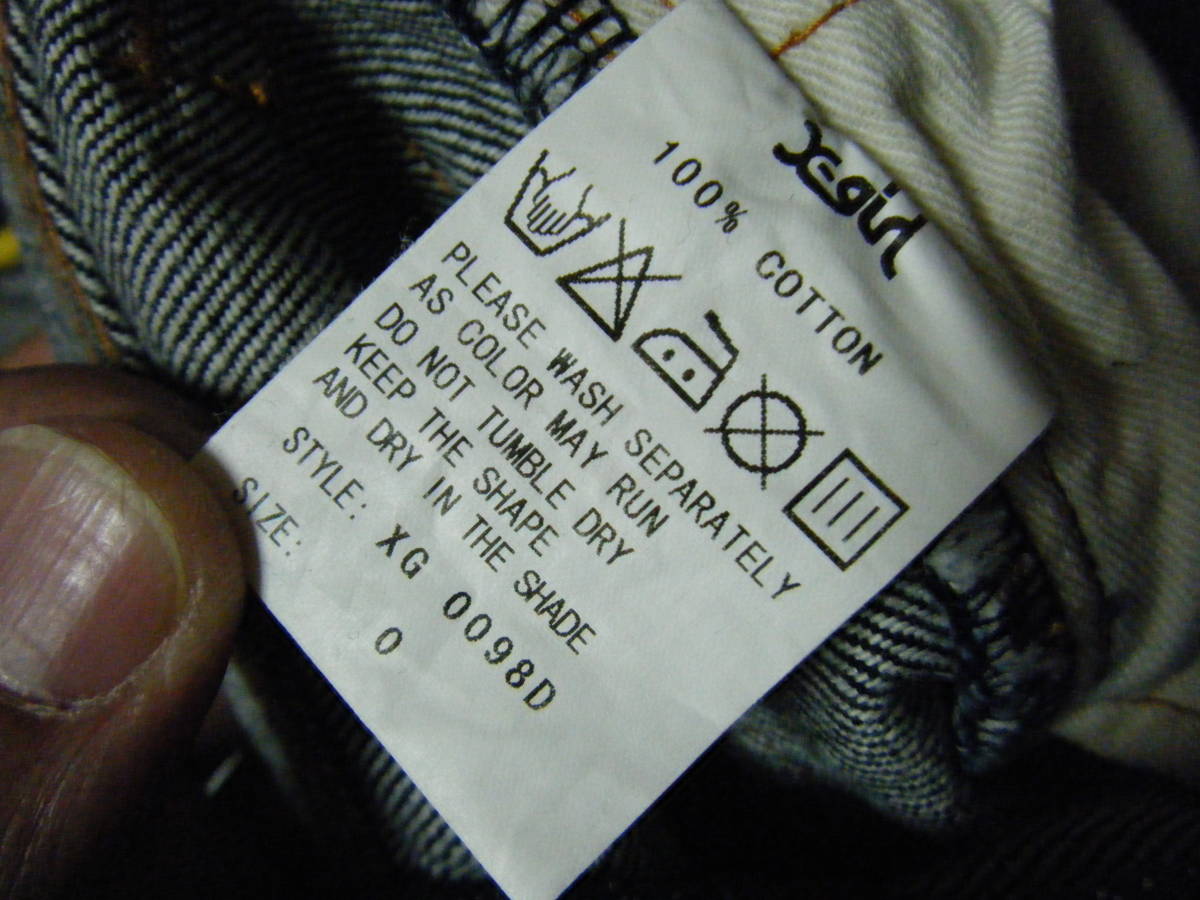 X-girl
100% COTTON
PLEASE WASH SEPARATELY
AS COLOR MAY RUN
DO NOT TUMBLE DRY
KEEP THE SHAPE
AND DRY IN THE SHADE
STYLE: XG 0098D
SIZE: 0